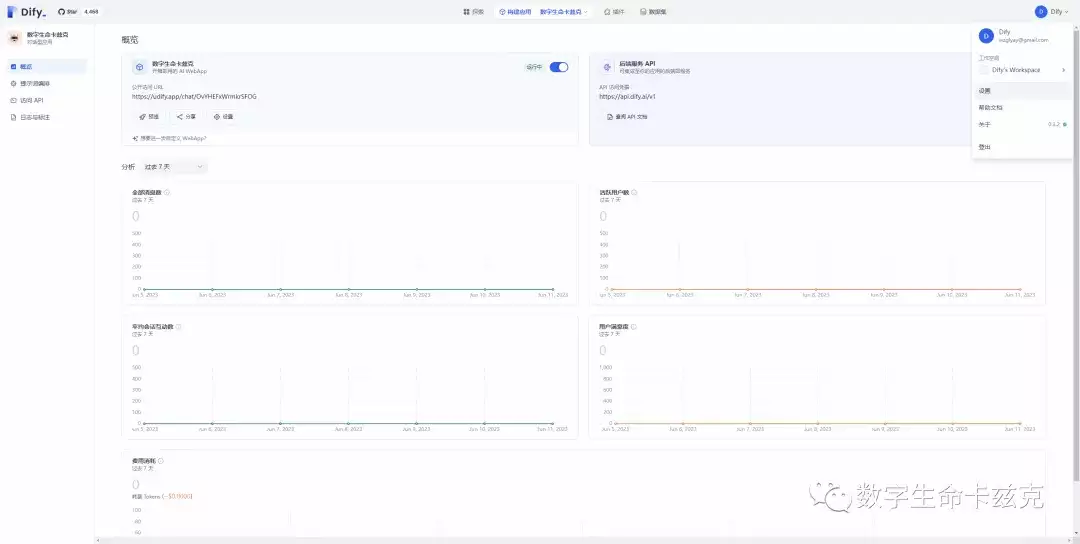 Dify_
Star 4,468
探索
构建应用
数字生命卡兹克
插件
数据集
D Dify
数字生命卡兹克
对话型应用
概览
提示词编排
访问 API
日志与标注
概览
数字生命卡兹克
开箱即用的 AI WebApp
运行中
公开访问 URL
预览
分享
设置
想要进一步自定义 WebApp?
后端服务 API
可集成至你的应用的后端即服务
API 访问凭据
https://api.dify.ai/v1
查阅 API 文档
D Dify
工作空间
Dify's Workspace
设置
帮助文档
关于
登出
分析
过去 7 天
全部消息数
过去 7 天
0
500
400
300
200
100
0
Jun 5, 2023 Jun 6, 2023 Jun 7, 2023 Jun 8, 2023 Jun 9, 2023 Jun 10, 2023 Jun 11, 2023
活跃用户数
过去 7 天
0
500
400
300
200
100
0
Jun 5, 2023 Jun 6, 2023 Jun 7, 2023 Jun 8, 2023 Jun 9, 2023 Jun 10, 2023 Jun 11, 2023
平均会话互动数
过去 7 天
0
500
400
300
200
100
0
Jun 5, 2023 Jun 6, 2023 Jun 7, 2023 Jun 8, 2023 Jun 9, 2023 Jun 10, 2023 Jun 11, 2023
用户满意度
过去 7 天
0
1,000
800
600
400
200
0
Jun 5, 2023 Jun 6, 2023 Jun 7, 2023 Jun 8, 2023 Jun 9, 2023 Jun 10, 2023 Jun 11, 2023
费用消耗
过去 7 天
0
耗费 Tokens (~$0.0000)
100
80
60
数字生命卡兹克